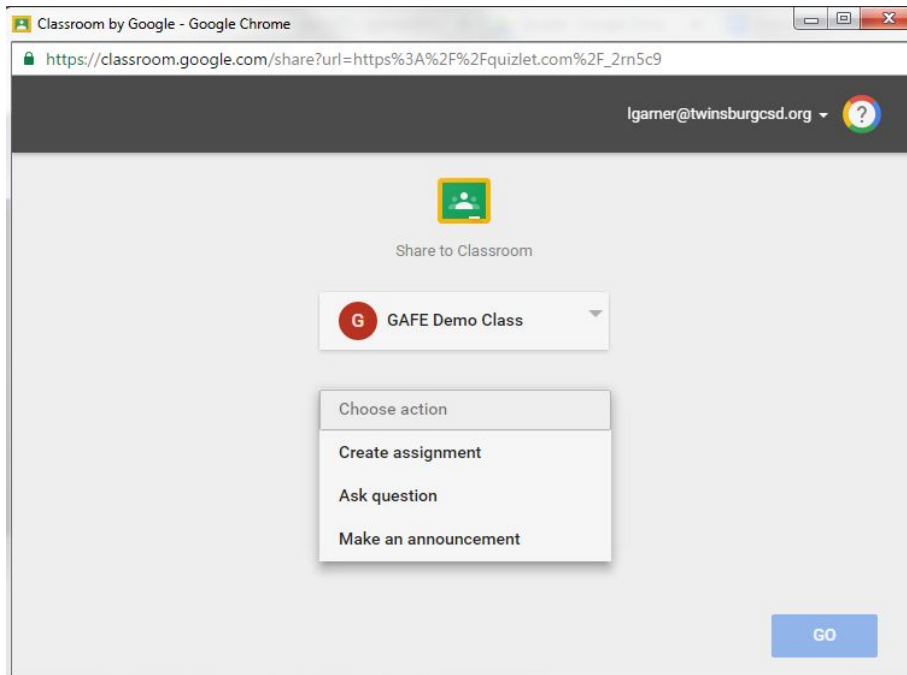 Classroom by Google - Google Chrome
https://classroom.google.com/share?url=https%3A%2F%2Fquizlet.com%2F_2rn5c9
lgarner@twinsburgcsd.org
?
Share to Classroom
G GAFE Demo Class
Choose action
Create assignment
Ask question
Make an announcement
GO